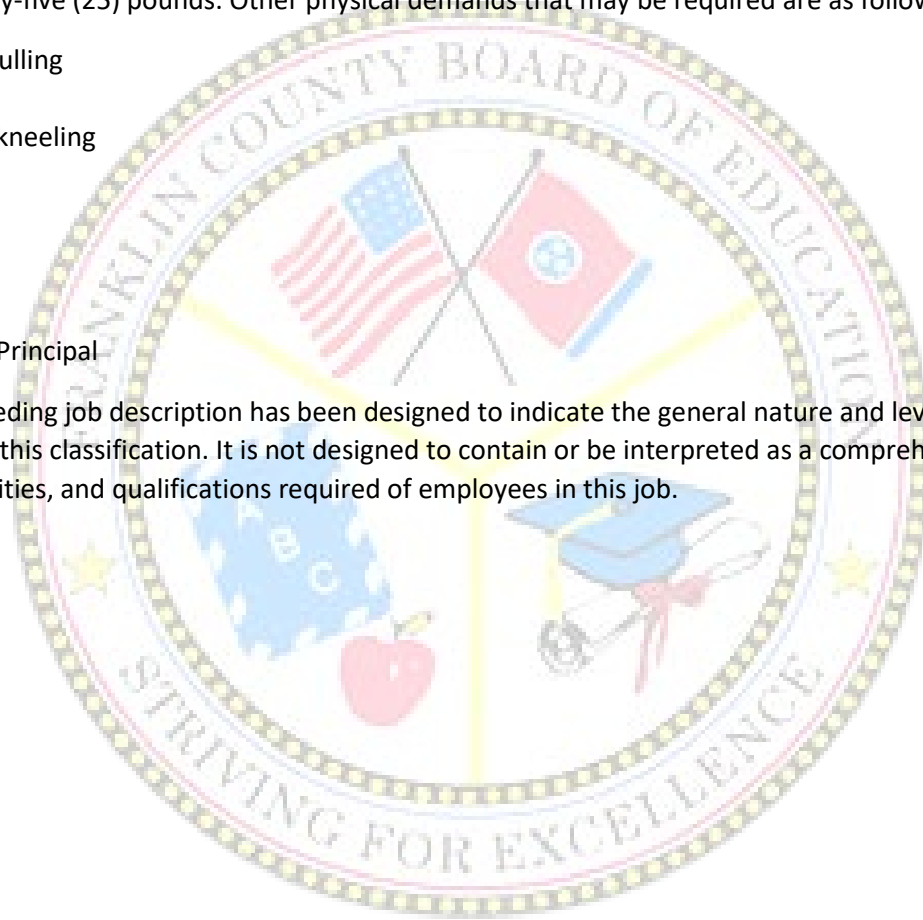 y-five (25) pounds. Other physical demands that may be required are as follow
ulling
kneeling
Principal
eding job description has been designed to indicate the general nature and lev
this classification. It is not designed to contain or be interpreted as a compreh
ities, and qualifications required of employees in this job.
FRANKLIN COUNTY BOARD OF EDUCATION
A B C
STRIVING FOR EXCELLENCE